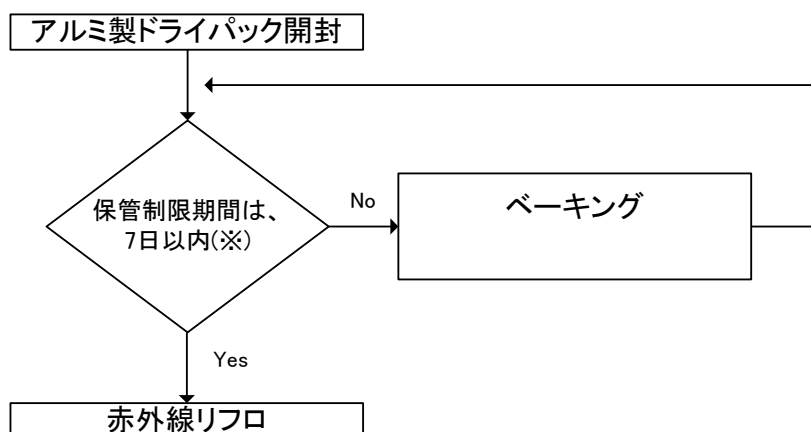 アルミ製ドライパック開封
保管制限期間は、
7日以内(※)
No
ベーキング
Yes
赤外線リフロ